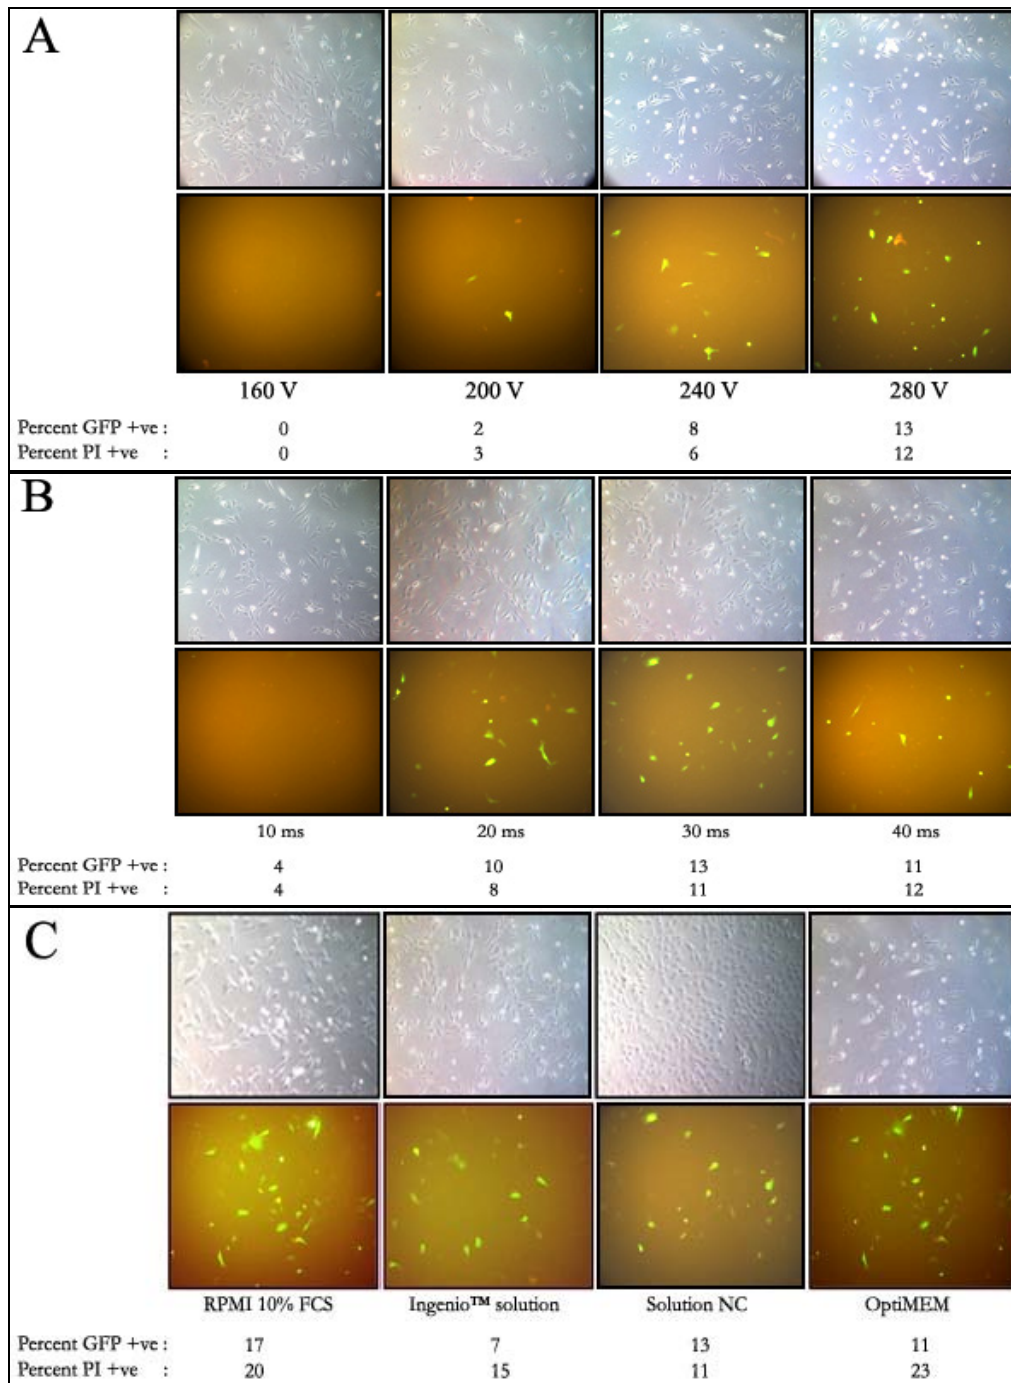 A
160 V 200 V 240 V 280 V
Percent GFP +ve : 0 2 8 13
Percent PI +ve : 0 3 6 12
B
10 ms 20 ms 30 ms 40 ms
Percent GFP +ve : 4 10 13 11
Percent PI +ve : 4 8 11 12
C
RPMI 10% FCS Ingenio™ solution Solution NC OptiMEM
Percent GFP +ve : 17 7 13 11
Percent PI +ve : 20 15 11 23